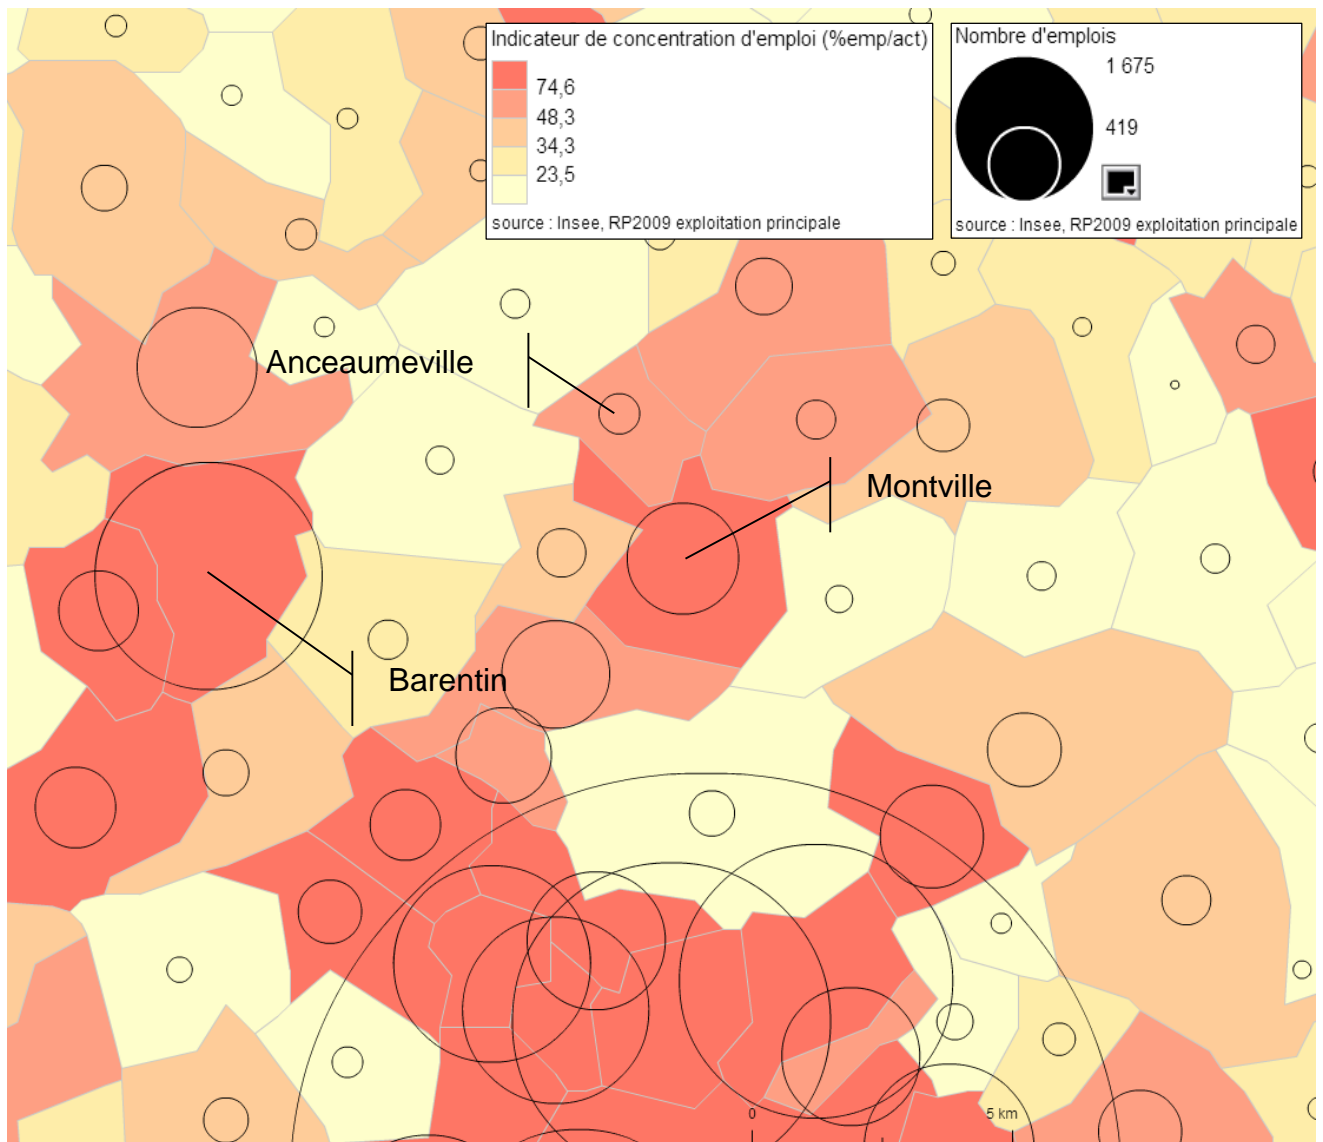 Indicateur de concentration d'emploi (%emp/act)
74,6
48,3
34,3
23,5
source : Insee, RP2009 exploitation principale
Nombre d'emplois
1 675
419
source : Insee, RP2009 exploitation principale
Anceaumeville
Montville
Barentin
0
5 km